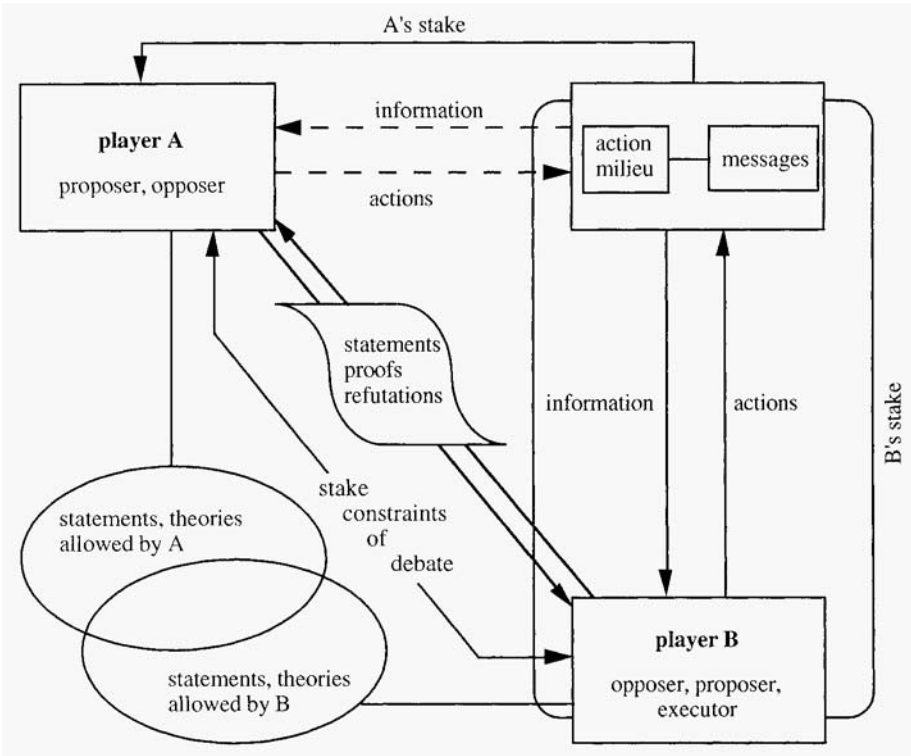 A's stake
player A
proposer, opposer
information
actions
action
milieu
messages
statements
proofs
refutations
information
actions
B's stake
stake
constraints
of
debate
statements, theories
allowed by A
statements, theories
allowed by B
player B
opposer, proposer,
executor